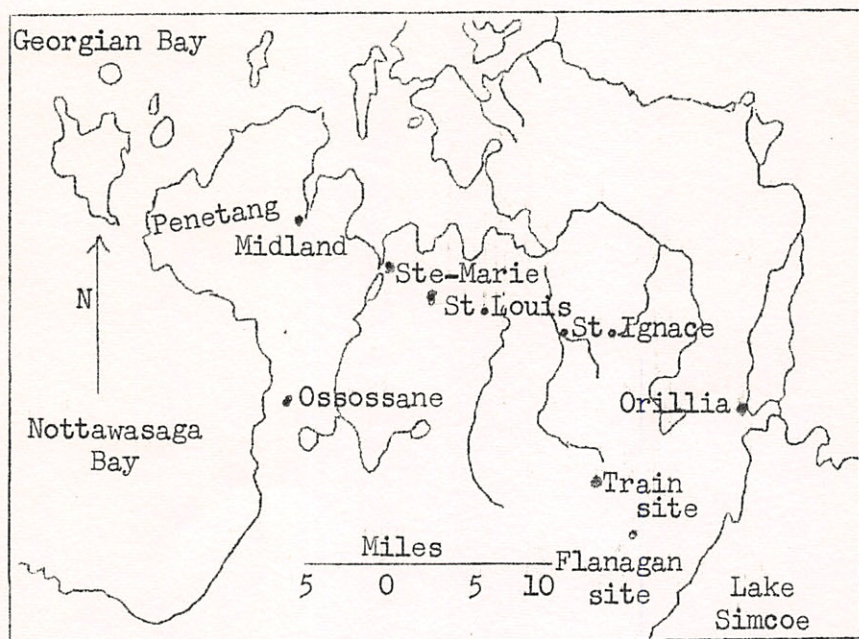 Georgian Bay
Penetang
Midland
N
Ste-Marie
St.Louis
St.Ignace
Ossossane
Orillia
Nottawasaga
Bay
Train
site
Miles
5 0 5 10
Flanagan
site
Lake
Simcoe